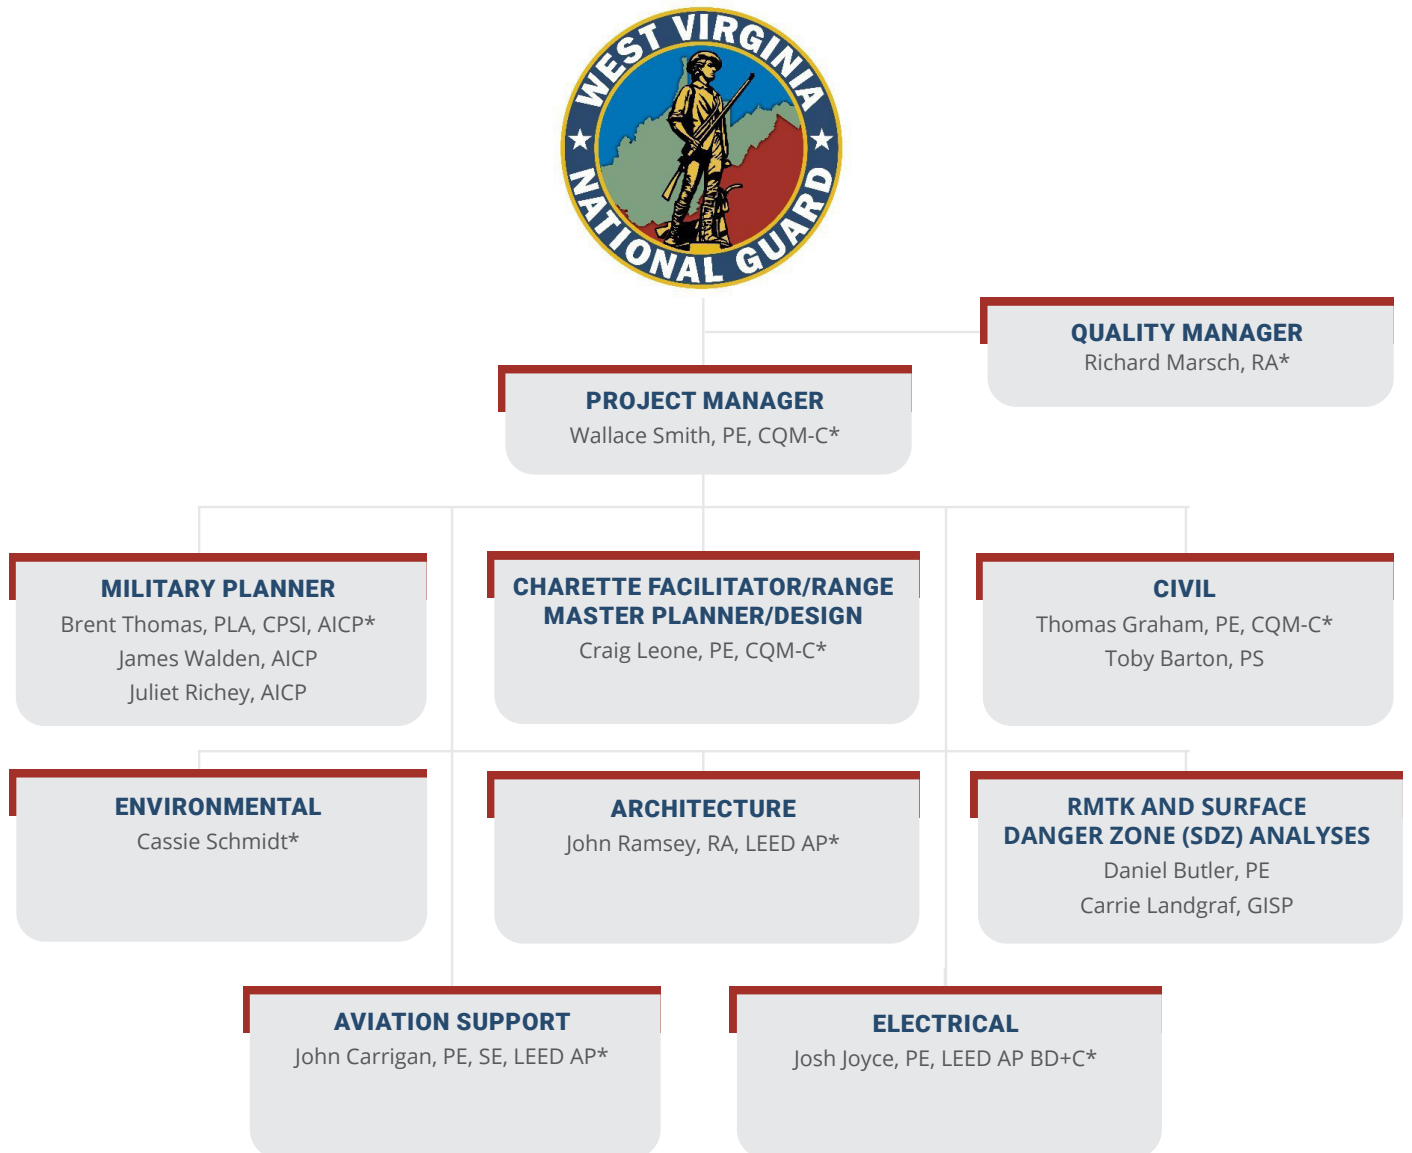 WEST VIRGINIA
NATIONAL GUARD
QUALITY MANAGER
Richard Marsch, RA*
PROJECT MANAGER
Wallace Smith, PE, CQM-C*
MILITARY PLANNER
Brent Thomas, PLA, CPSI, AICP*
James Walden, AICP
Juliet Richey, AICP
CHARETTE FACILITATOR/RANGE
MASTER PLANNER/DESIGN
Craig Leone, PE, CQM-C*
CIVIL
Thomas Graham, PE, CQM-C*
Toby Barton, PS
ENVIRONMENTAL
Cassie Schmidt*
ARCHITECTURE
John Ramsey, RA, LEED AP*
RMTK AND SURFACE
DANGER ZONE (SDZ) ANALYSES
Daniel Butler, PE
Carrie Landgraf, GISP
AVIATION SUPPORT
John Carrigan, PE, SE, LEED AP*
ELECTRICAL
Josh Joyce, PE, LEED AP BD+C*